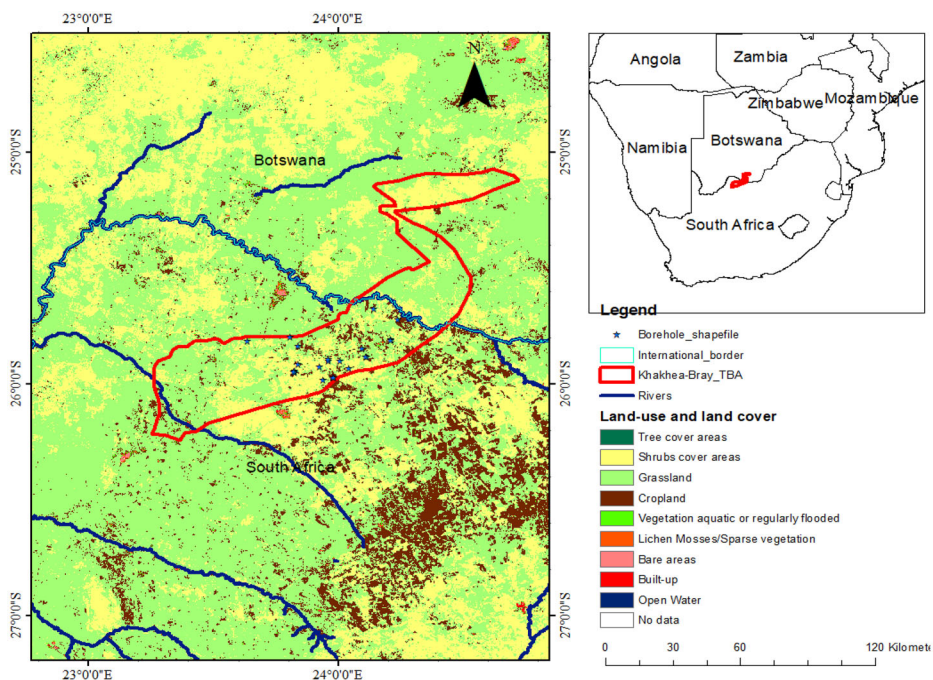 23°0'0"E
24°0'0"E
N
25°0'0"S
25°0'0"S
Botswana
26°0'0"S
26°0'0"S
South Africa
27°0'0"S
27°0'0"S
23°0'0"E
24°0'0"E
Angola
Zambia
Zimbabwe
Mozambique
Namibia
Botswana
South Africa
Legend
Borehole_shapefile
International_border
Khakhea-Bray_TBA
Rivers
Land-use and land cover
Tree cover areas
Shrubs cover areas
Grassland
Cropland
Vegetation aquatic or regularly flooded
Lichen Mosses/Sparse vegetation
Bare areas
Built-up
Open Water
No data
0 30 60 120 Kilomete